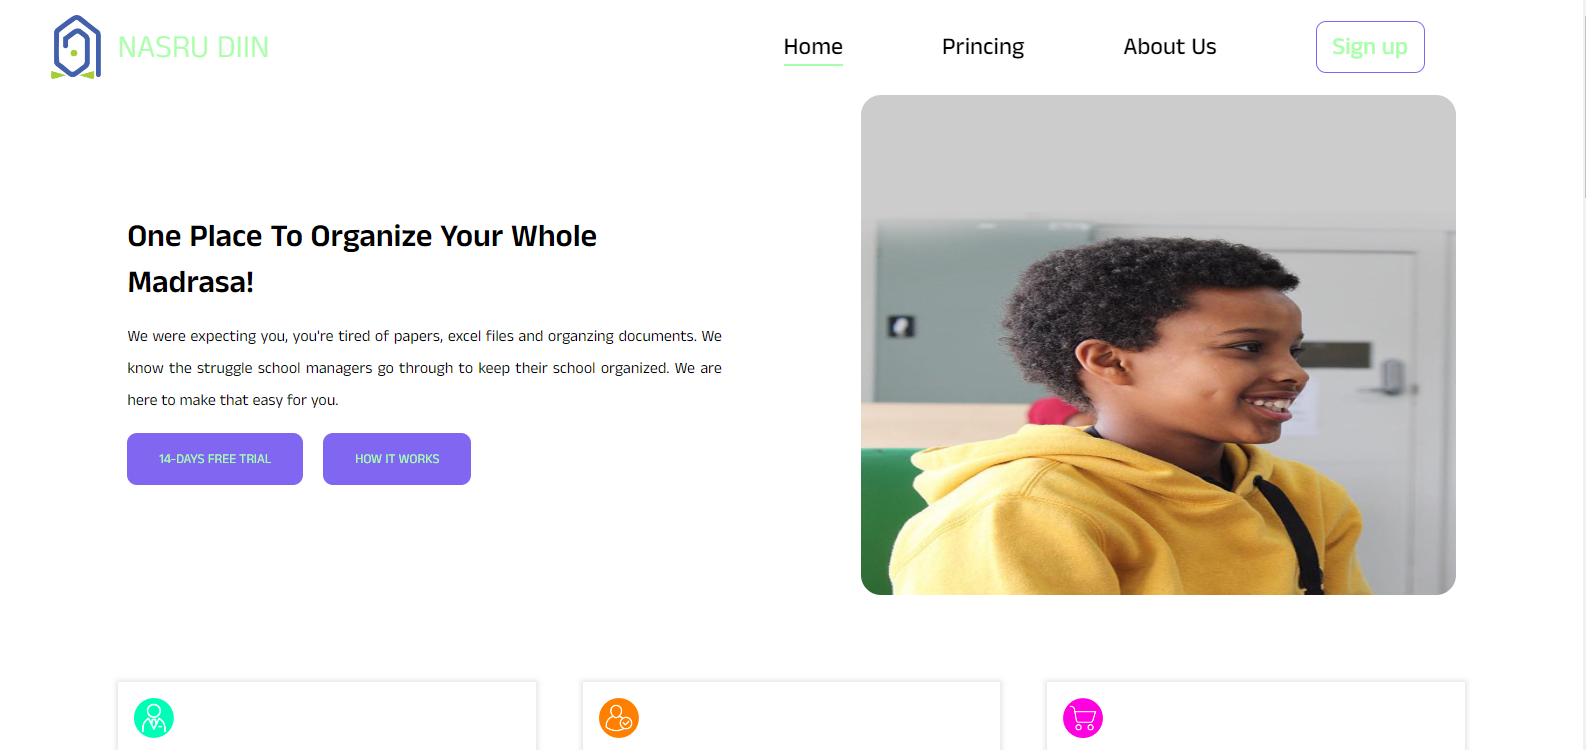 NASRU DIIN
Home
Princing
About Us
Sign up
One Place To Organize Your Whole
Madrasa!
We were expecting you, you're tired of papers, excel files and organzing documents. We
know the struggle school managers go through to keep their school organized. We are
here to make that easy for you.
14-DAYS FREE TRIAL
HOW IT WORKS